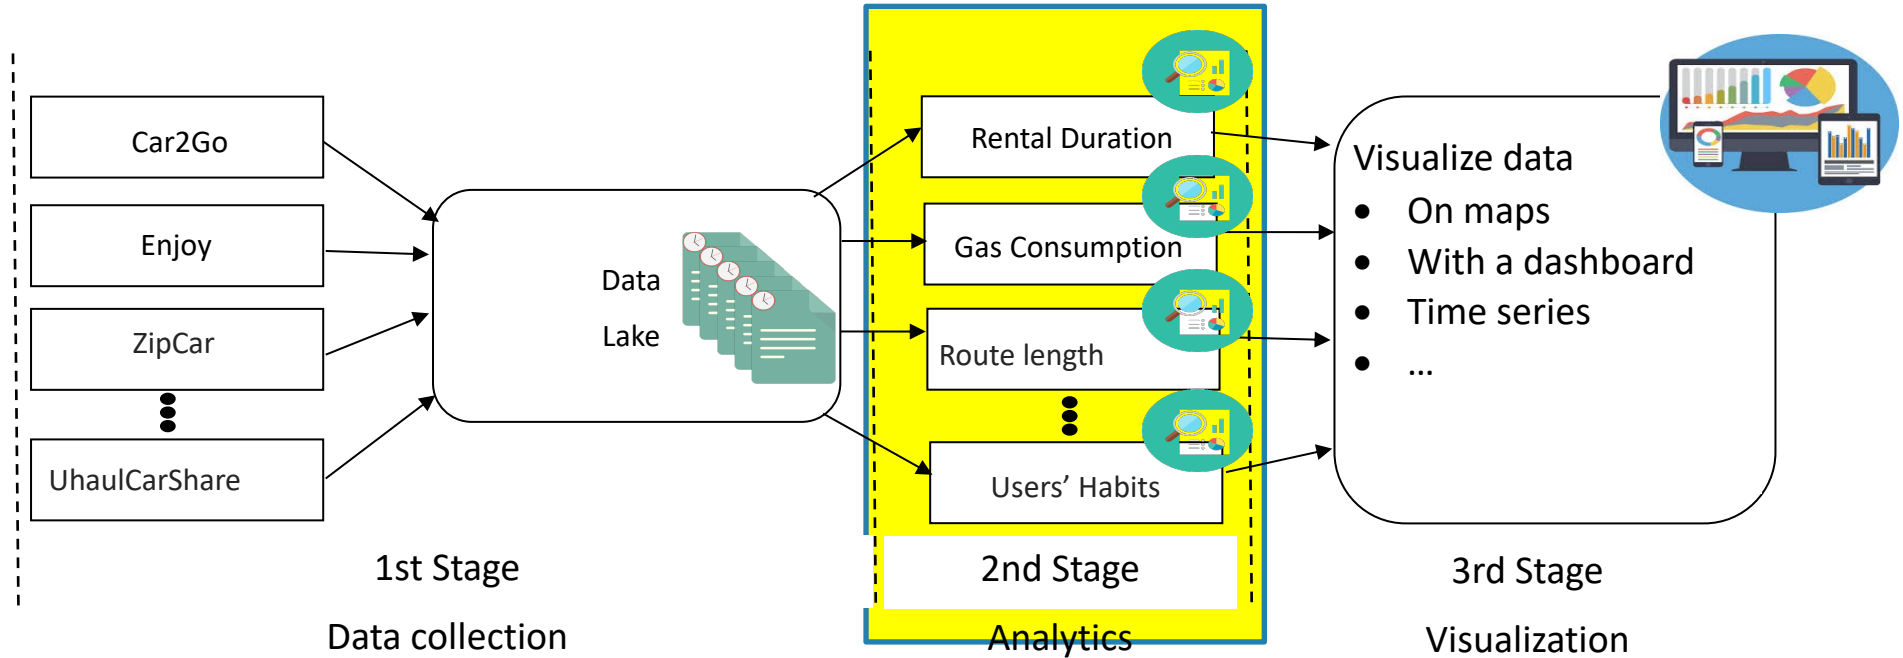 Car2Go
Enjoy
ZipCar
UhaulCarShare
Data
Lake
Rental Duration
Gas Consumption
Route length
Users’ Habits
Visualize data
• On maps
• With a dashboard
• Time series
• ...
1st Stage
Data collection
2nd Stage
Analytics
3rd Stage
Visualization